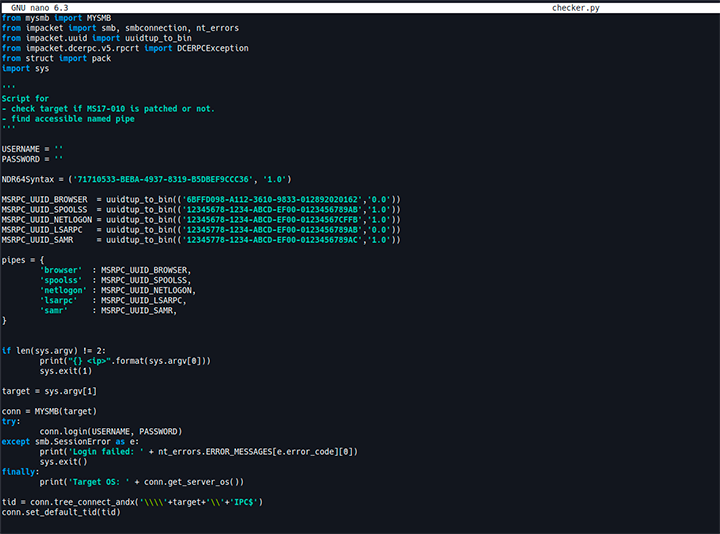 GNU nano 6.3 checker.py
from mysmb import MYSMB
from impacket import smb, smbconnection, nt_errors
from impacket.uuid import uuidtup_to_bin
from impacket.dcerpc.v5.rpcrt import DCERPCException
from struct import pack
import sys
'''
Script for
- check target if MS17-010 is patched or not.
- find accessible named pipe
'''
USERNAME = ''
PASSWORD = ''
NDR64Syntax = ('71710533-BEBA-4937-8319-B5DBEF9CCC36', '1.0')
MSRPC_UUID_BROWSER  = uuidtup_to_bin(('6BFFD098-A112-3610-9833-012892020162','0.0'))
MSRPC_UUID_SPOOLSS  = uuidtup_to_bin(('12345678-1234-ABCD-EF00-0123456789AB','1.0'))
MSRPC_UUID_NETLOGON = uuidtup_to_bin(('12345678-1234-ABCD-EF00-01234567CFFB','1.0'))
MSRPC_UUID_LSARPC   = uuidtup_to_bin(('12345778-1234-ABCD-EF00-0123456789AB','0.0'))
MSRPC_UUID_SAMR     = uuidtup_to_bin(('12345778-1234-ABCD-EF00-0123456789AC','1.0'))
pipes = {
        'browser'  : MSRPC_UUID_BROWSER,
        'spoolss'  : MSRPC_UUID_SPOOLSS,
        'netlogon' : MSRPC_UUID_NETLOGON,
        'lsarpc'   : MSRPC_UUID_LSARPC,
        'samr'     : MSRPC_UUID_SAMR,
}
if len(sys.argv) != 2:
        print("{} <ip>".format(sys.argv[0]))
        sys.exit(1)
target = sys.argv[1]
conn = MYSMB(target)
try:
        conn.login(USERNAME, PASSWORD)
except smb.SessionError as e:
        print('Login failed: ' + nt_errors.ERROR_MESSAGES[e.error_code][0])
        sys.exit()
finally:
        print('Target OS: ' + conn.get_server_os())
tid = conn.tree_connect_andx('\\\\'+target+'\\'+'IPC$')
conn.set_default_tid(tid)